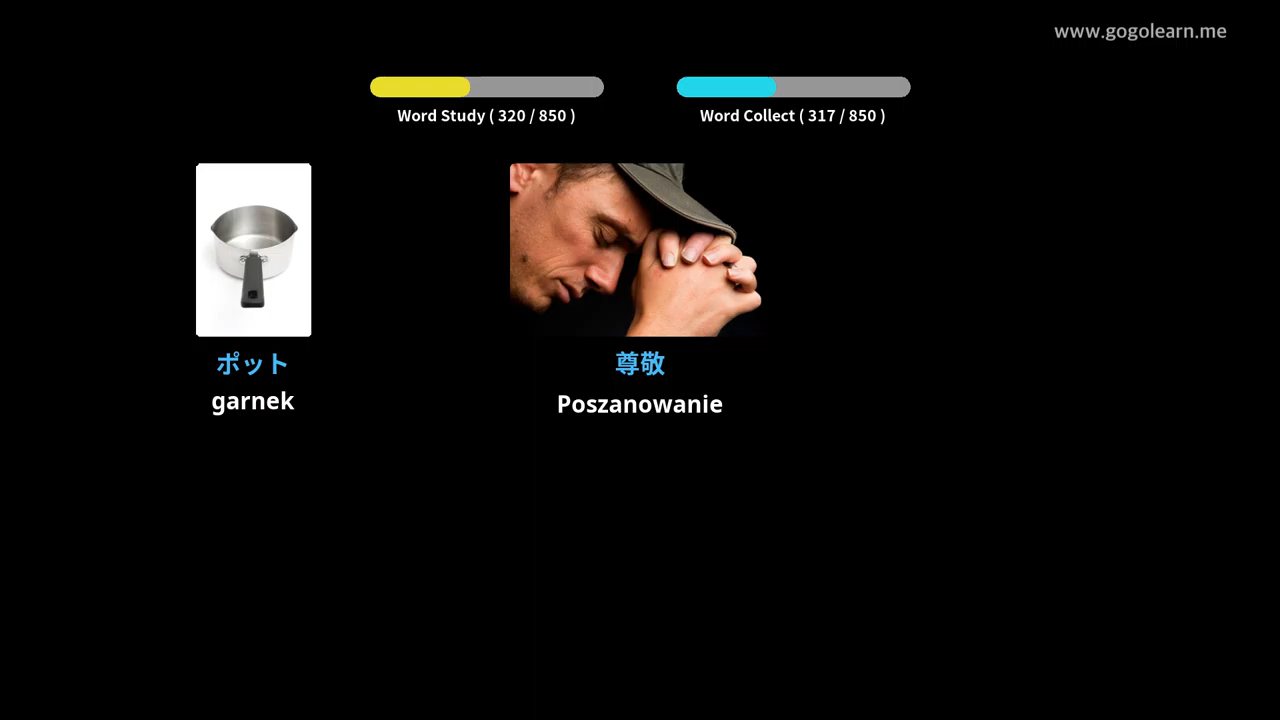 www.gogolearn.me
Word Study ( 320 / 850 )
Word Collect ( 317 / 850 )
ポット
garnek
尊敬
Poszanowanie